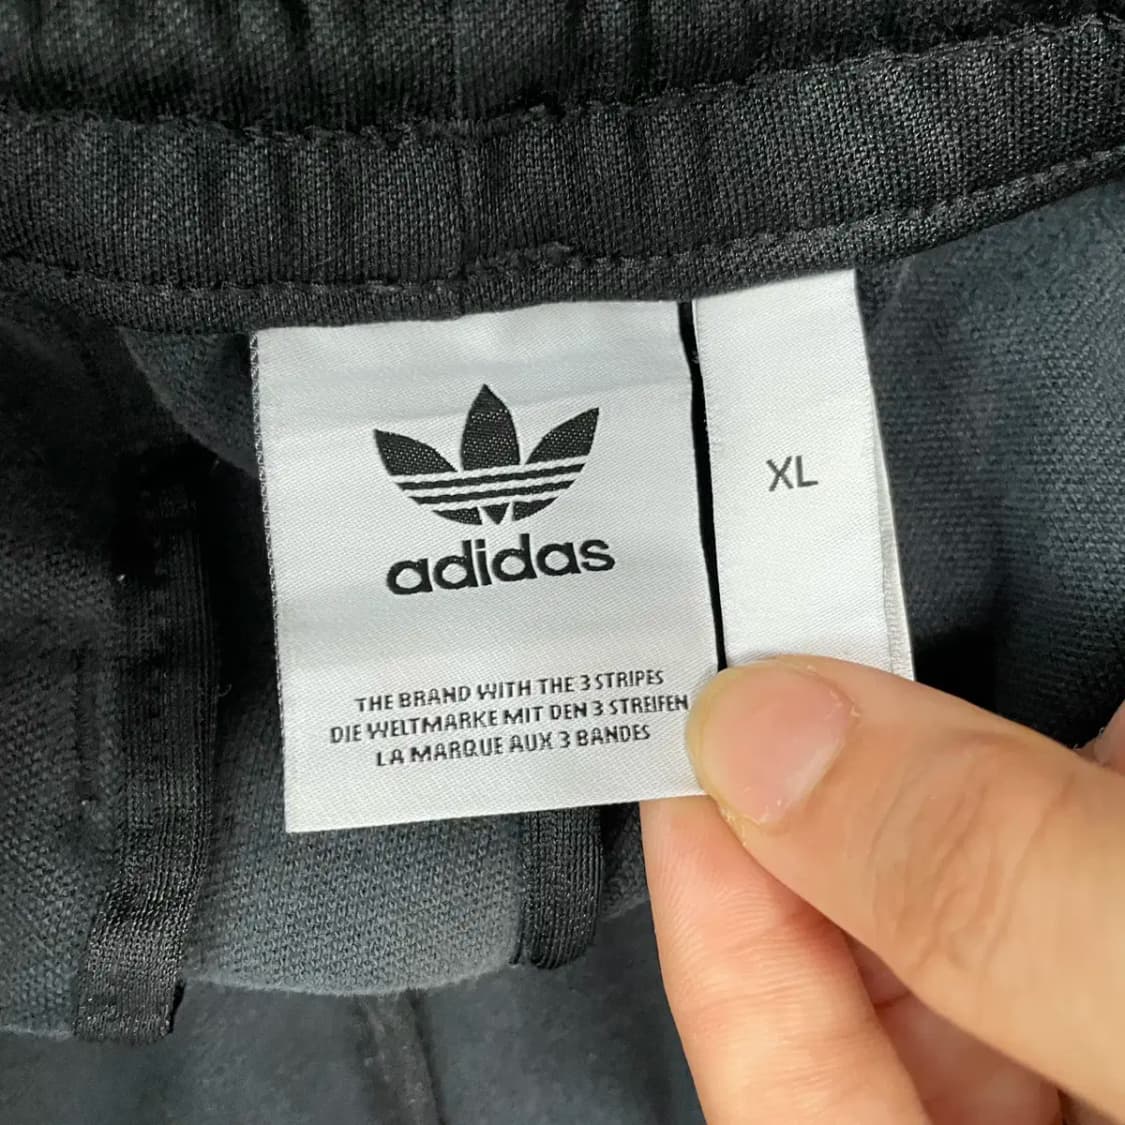 adidas
THE BRAND WITH THE 3 STRIPES
DIE WELTMARKE MIT DEN 3 STREIFEN
LA MARQUE AUX 3 BANDES
XL